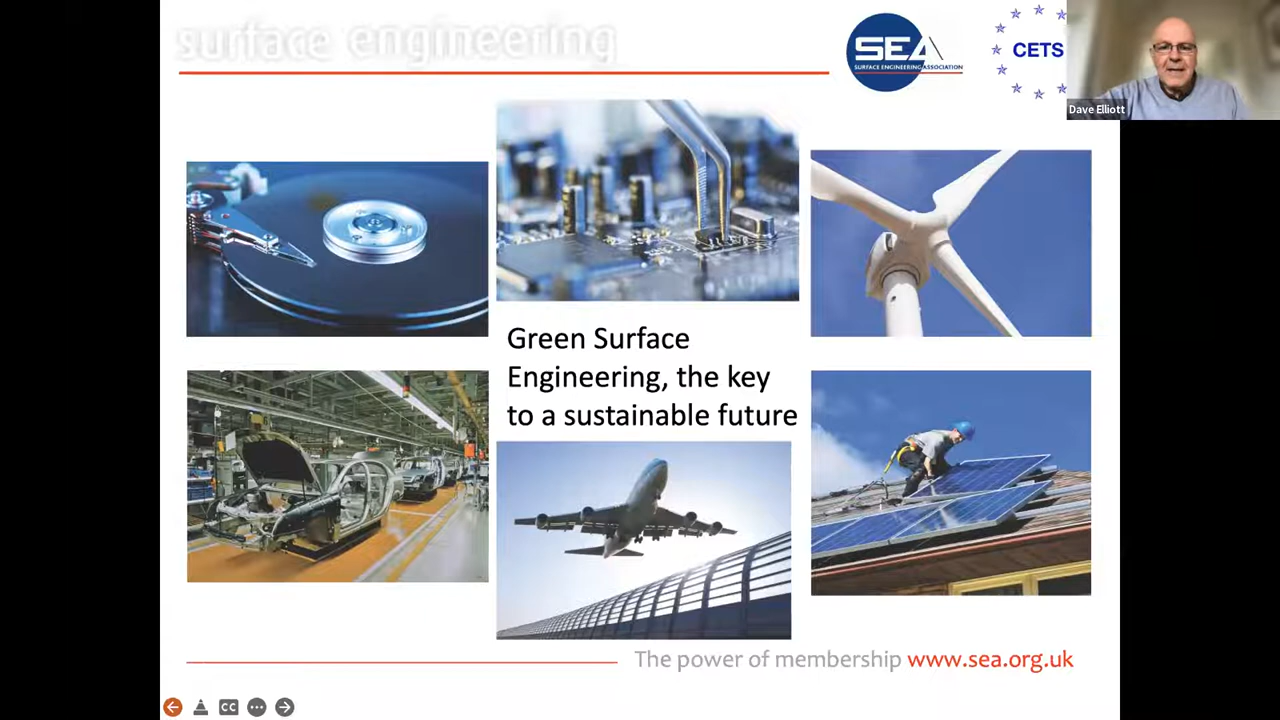 surface engineering
SEA
SURFACE ENGINEERING ASSOCIATION
CETS
Dave Elliott
Green Surface
Engineering, the key
to a sustainable future
The power of membership www.sea.org.uk
CC